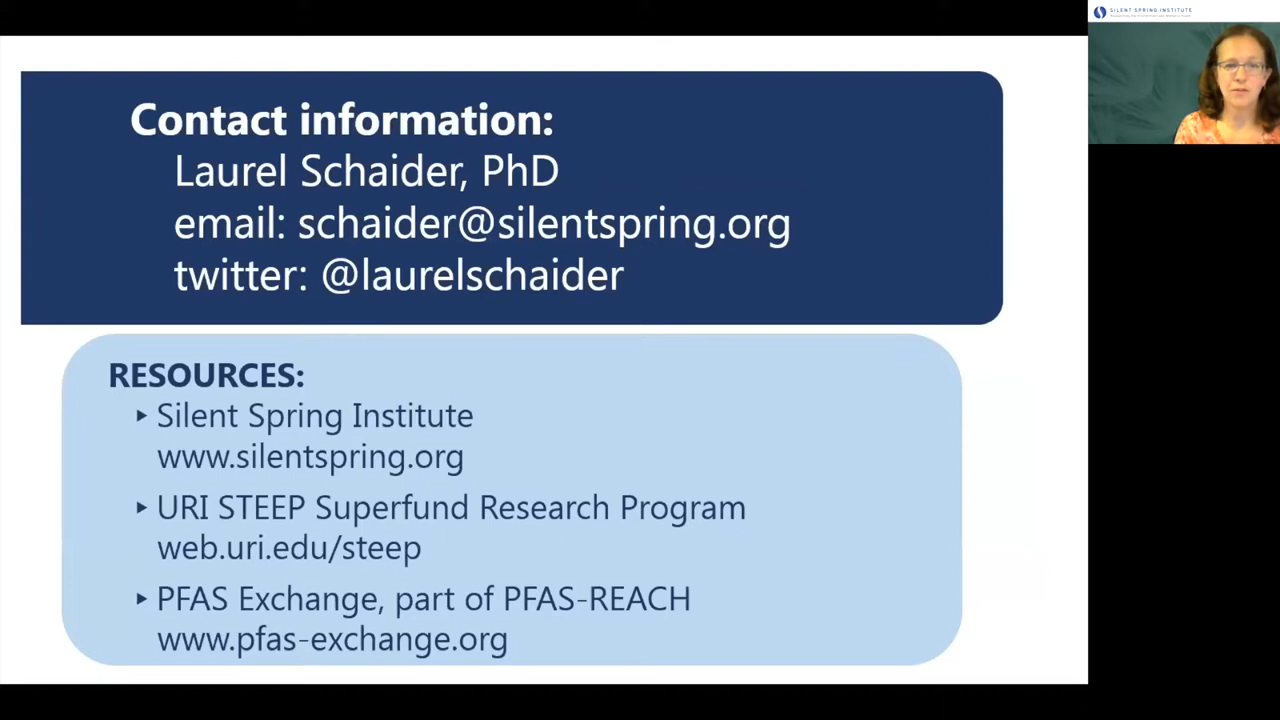 SILENT SPRING INSTITUTE
Contact information:
Laurel Schaider, PhD
email: schaider@silentspring.org
twitter: @laurelschaider
RESOURCES:
‣ Silent Spring Institute
www.silentspring.org
‣ URI STEEP Superfund Research Program
web.uri.edu/steep
‣ PFAS Exchange, part of PFAS-REACH
www.pfas-exchange.org